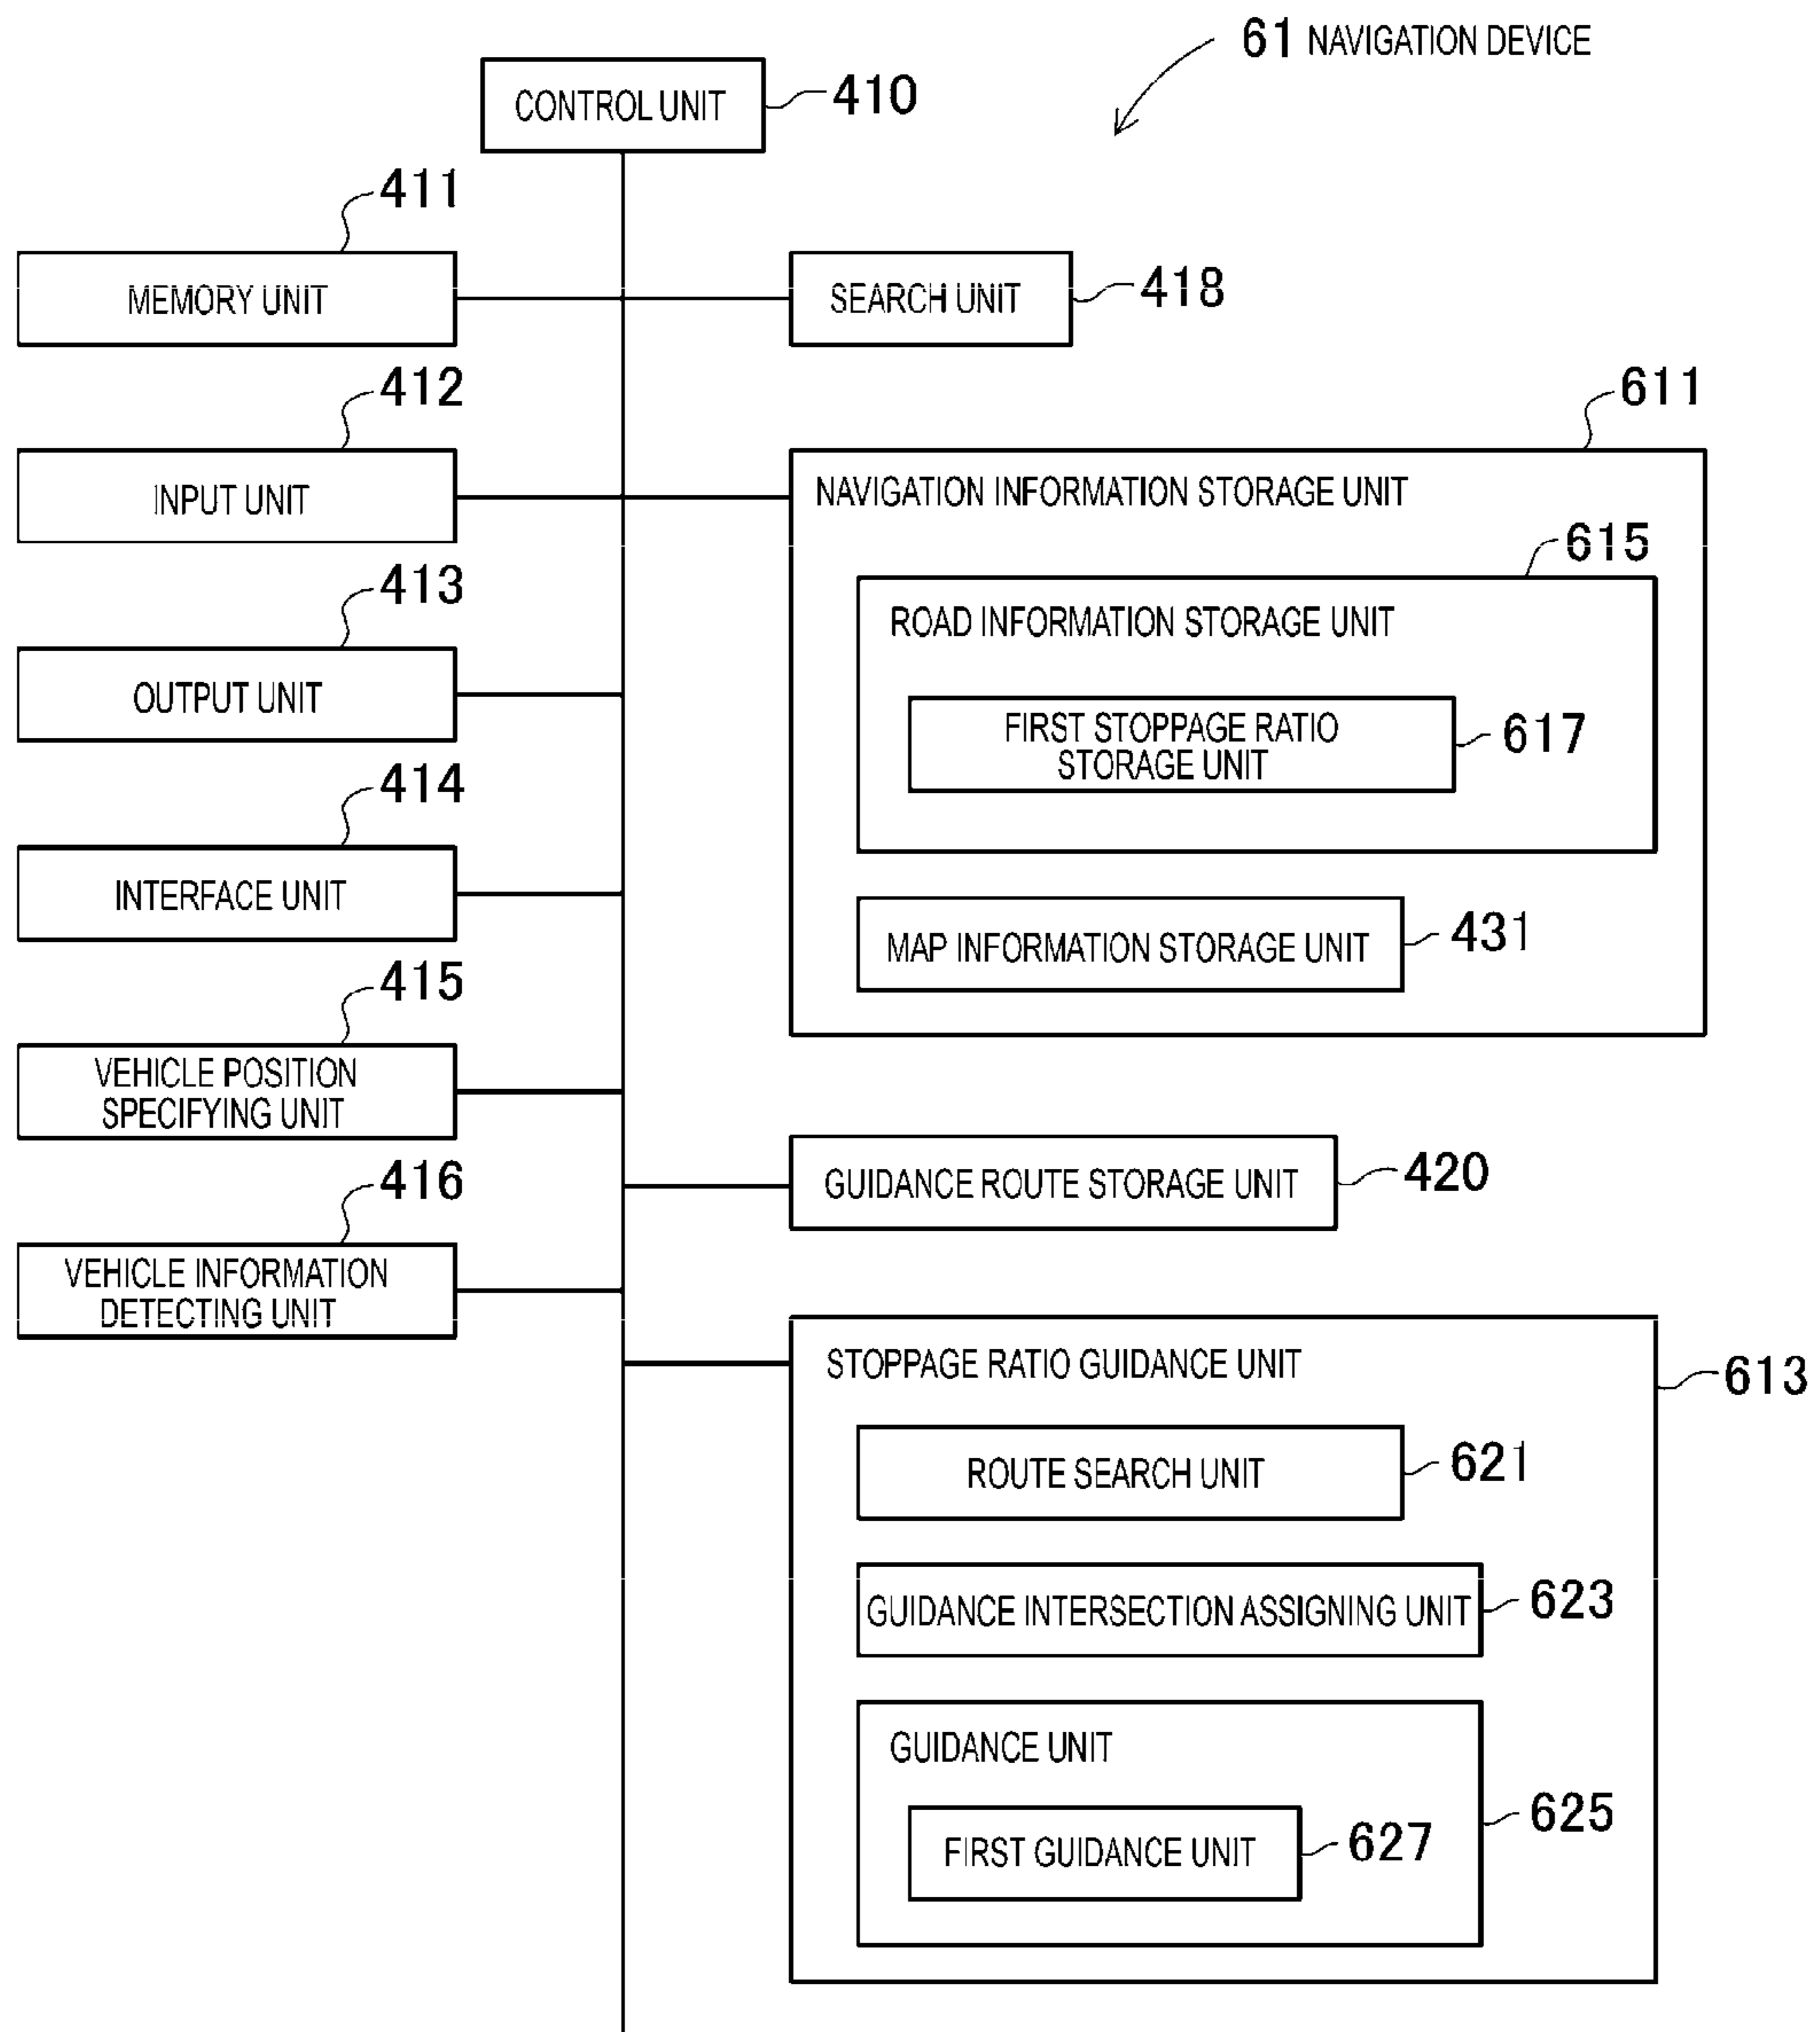 61 NAVIGATION DEVICE
CONTROL UNIT
410
411
MEMORY UNIT
SEARCH UNIT
418
412
INPUT UNIT
611
NAVIGATION INFORMATION STORAGE UNIT
615
ROAD INFORMATION STORAGE UNIT
FIRST STOPPAGE RATIO
STORAGE UNIT
617
MAP INFORMATION STORAGE UNIT
431
413
OUTPUT UNIT
414
INTERFACE UNIT
415
VEHICLE POSITION
SPECIFYING UNIT
GUIDANCE ROUTE STORAGE UNIT
420
416
VEHICLE INFORMATION
DETECTING UNIT
STOPPAGE RATIO GUIDANCE UNIT
613
ROUTE SEARCH UNIT
621
GUIDANCE INTERSECTION ASSIGNING UNIT
623
GUIDANCE UNIT
625
FIRST GUIDANCE UNIT
627